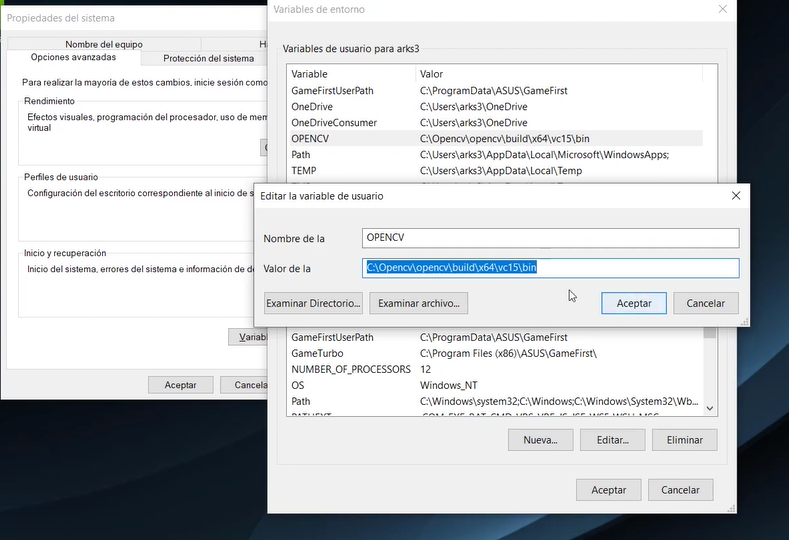 Propiedades del sistema
Nombre del equipo
Opciones avanzadas
Protección del sistema
Para realizar la mayoría de estos cambios, inicie sesión como
Rendimiento
Efectos visuales, programación del procesador, uso de mem
virtual
Perfiles de usuario
Configuración del escritorio correspondiente al inicio de s
Inicio y recuperación
Inicio del sistema, errores del sistema e información de de
Variabl
Aceptar
Cancela
Variables de entorno
Variables de usuario para arks3
Variable Valor
GameFirstUserPath C:\ProgramData\ASUS\GameFirst
OneDrive C:\Users\arks3\OneDrive
OneDriveConsumer C:\Users\arks3\OneDrive
OPENCV C:\Opencv\opencv\build\x64\vc15\bin
Path C:\Users\arks3\AppData\Local\Microsoft\WindowsApps;
TEMP C:\Users\arks3\AppData\Local\Temp
Editar la variable de usuario
Nombre de la OPENCV
Valor de la C:\Opencv\opencv\build\x64\vc15\bin
Examinar Directorio... Examinar archivo... Aceptar Cancelar
GameFirstUserPath C:\ProgramData\ASUS\GameFirst
GameTurbo C:\Program Files (x86)\ASUS\GameFirst\
NUMBER_OF_PROCESSORS 12
OS Windows_NT
Path C:\Windows\system32;C:\Windows;C:\Windows\System32\Wb...
Nueva... Editar... Eliminar
Aceptar Cancelar